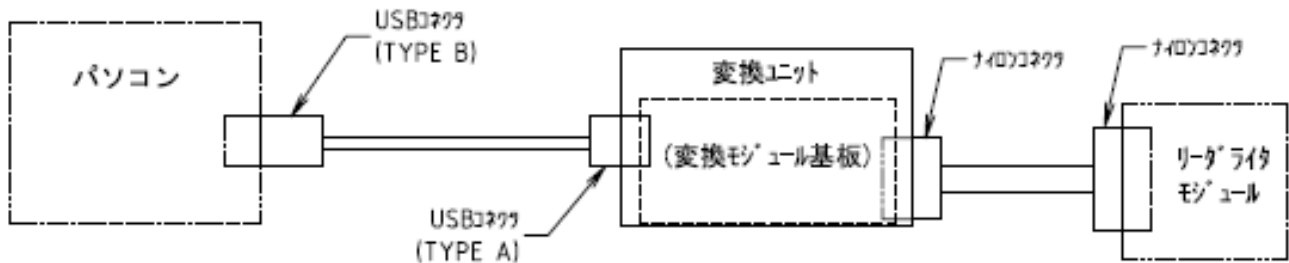 パソコン
USBｺﾈｸﾀ
(TYPE B)
USBｺﾈｸﾀ
(TYPE A)
変換ﾕﾆｯﾄ
(変換ﾓｼﾞｭｰﾙ基板)
ﾅｲﾛﾝｺﾈｸﾀ
ﾅｲﾛﾝｺﾈｸﾀ
ﾘｰﾀﾞﾗｲﾀ
ﾓｼﾞｭｰﾙ